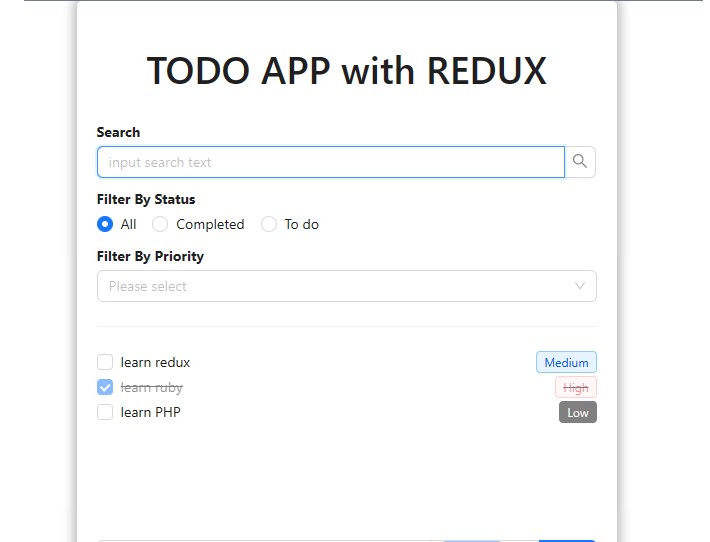 TODO APP with REDUX
Search
input search text
Filter By Status
All Completed To do
Filter By Priority
Please select
learn redux Medium
learn ruby High
learn PHP Low